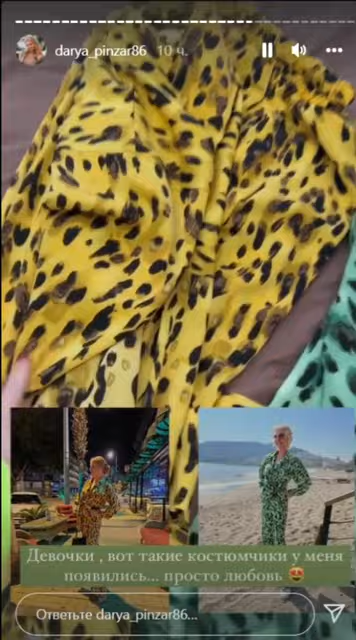 darya_pinzar86 10 ч.
Девочки , вот такие костюмчики у меня
появились... просто любовь 🤩
Ответьте darya_pinzar86...